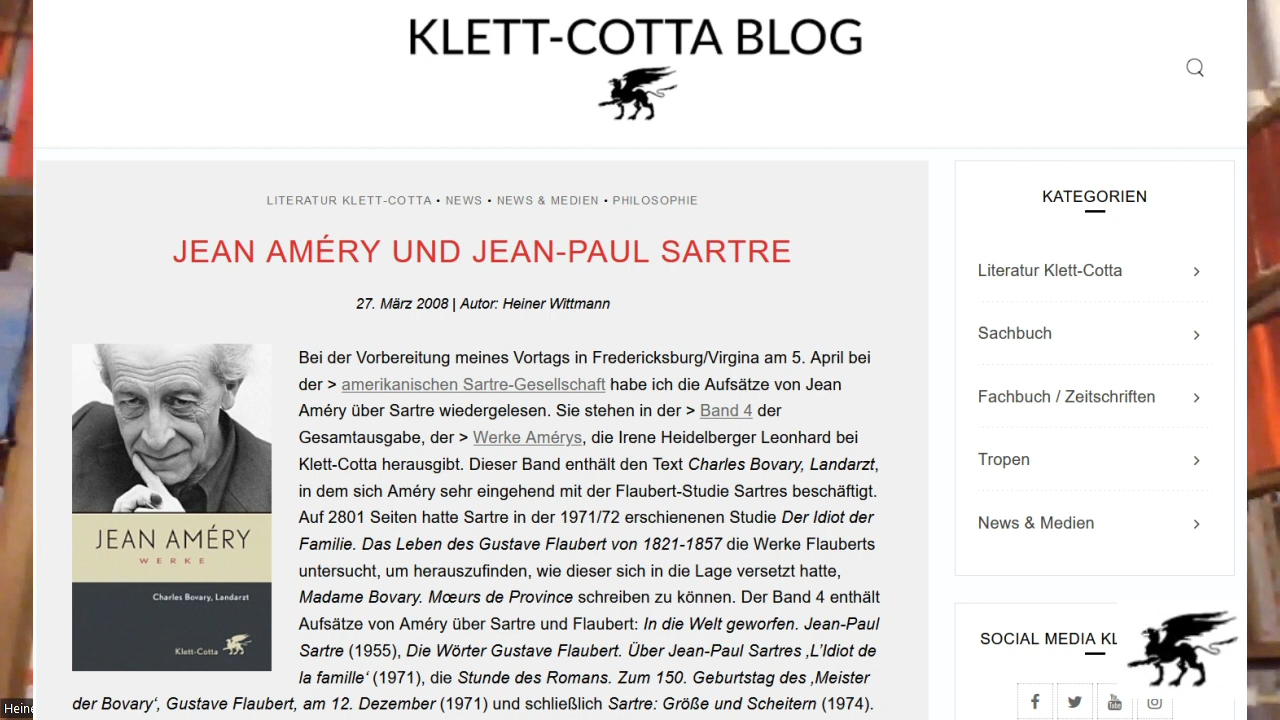 KLETT-COTTA BLOG
LITERATUR KLETT-COTTA • NEWS • NEWS & MEDIEN • PHILOSOPHIE
JEAN AMÉRY UND JEAN-PAUL SARTRE
27. März 2008 | Autor: Heiner Wittmann
Bei der Vorbereitung meines Vortags in Fredericksburg/Virgina am 5. April bei
der > amerikanischen Sartre-Gesellschaft habe ich die Aufsätze von Jean
Améry über Sartre wiedergelesen. Sie stehen in der > Band 4 der
Gesamtausgabe, der > Werke Amérys, die Irene Heidelberger Leonhard bei
Klett-Cotta herausgibt. Dieser Band enthält den Text Charles Bovary, Landarzt,
in dem sich Améry sehr eingehend mit der Flaubert-Studie Sartres beschäftigt.
Auf 2801 Seiten hatte Sartre in der 1971/72 erschienenen Studie Der Idiot der
Familie. Das Leben des Gustave Flaubert von 1821-1857 die Werke Flauberts
untersucht, um herauszufinden, wie dieser sich in die Lage versetzt hatte,
Madame Bovary. Mœurs de Province schreiben zu können. Der Band 4 enthält
Aufsätze von Améry über Sartre und Flaubert: In die Welt geworfen. Jean-Paul
Sartre (1955), Die Wörter Gustave Flaubert. Über Jean-Paul Sartres ‚L'Idiot de
la famille‘ (1971), die Stunde des Romans. Zum 150. Geburtstag des ‚Meister
der Bovary‘, Gustave Flaubert, am 12. Dezember (1971) und schließlich Sartre: Größe und Scheitern (1974).
JEAN AMÉRY
WERKE
Charles Bovary, Landarzt
Klett-Cotta
KATEGORIEN
Literatur Klett-Cotta
Sachbuch
Fachbuch / Zeitschriften
Tropen
News & Medien
SOCIAL MEDIA KL
You Tube
Heine